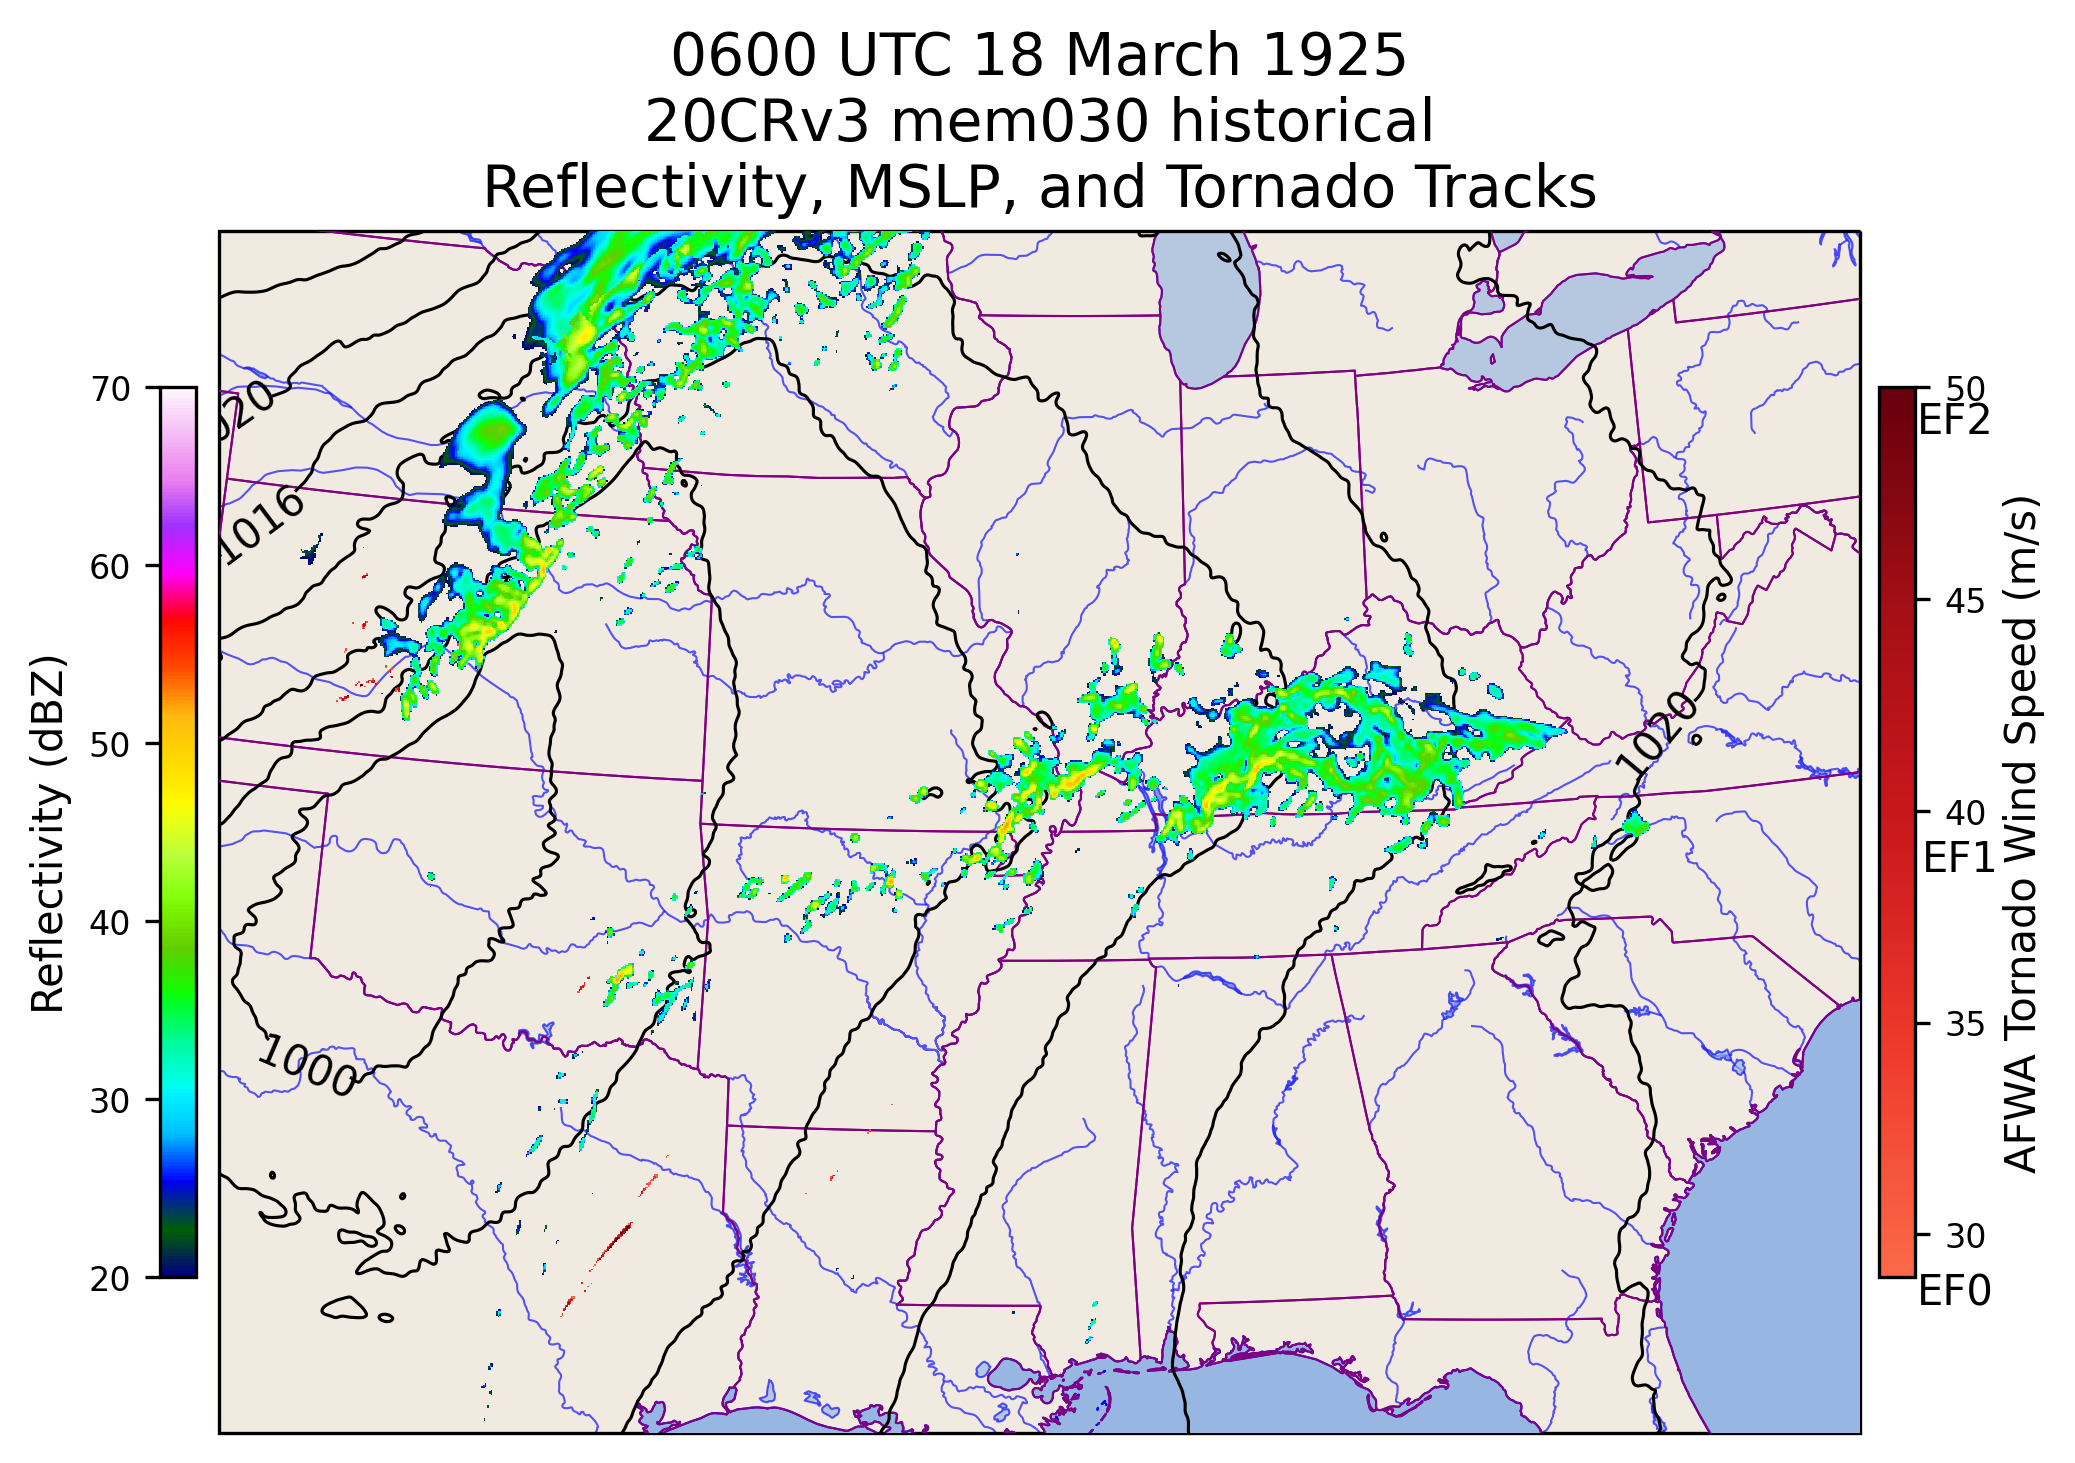 0600 UTC 18 March 1925
20CRv3 mem030 historical
Reflectivity, MSLP, and Tornado Tracks
Reflectivity (dBZ)
70
60
50
40
30
20
1016
1000
1020
50
EF2
45
40
EF1
35
30
EF0
AFWA Tornado Wind Speed (m/s)